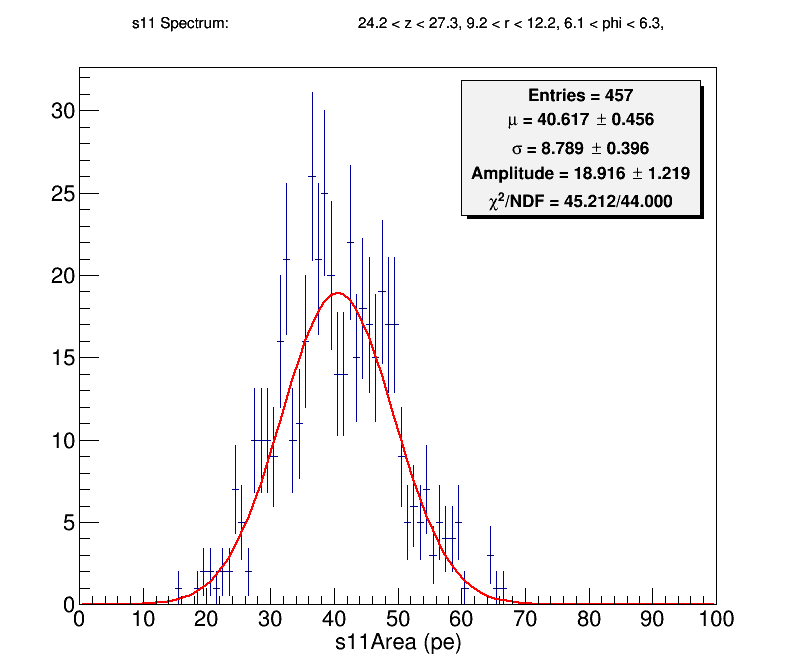 s11 Spectrum: 24.2 < z < 27.3, 9.2 < r < 12.2, 6.1 < phi < 6.3,
Entries = 457
μ = 40.617 ± 0.456
σ = 8.789 ± 0.396
Amplitude = 18.916 ± 1.219
χ²/NDF = 45.212/44.000
30
25
20
15
10
5
0
0 10 20 30 40 50 60 70 80 90 100
s11Area (pe)